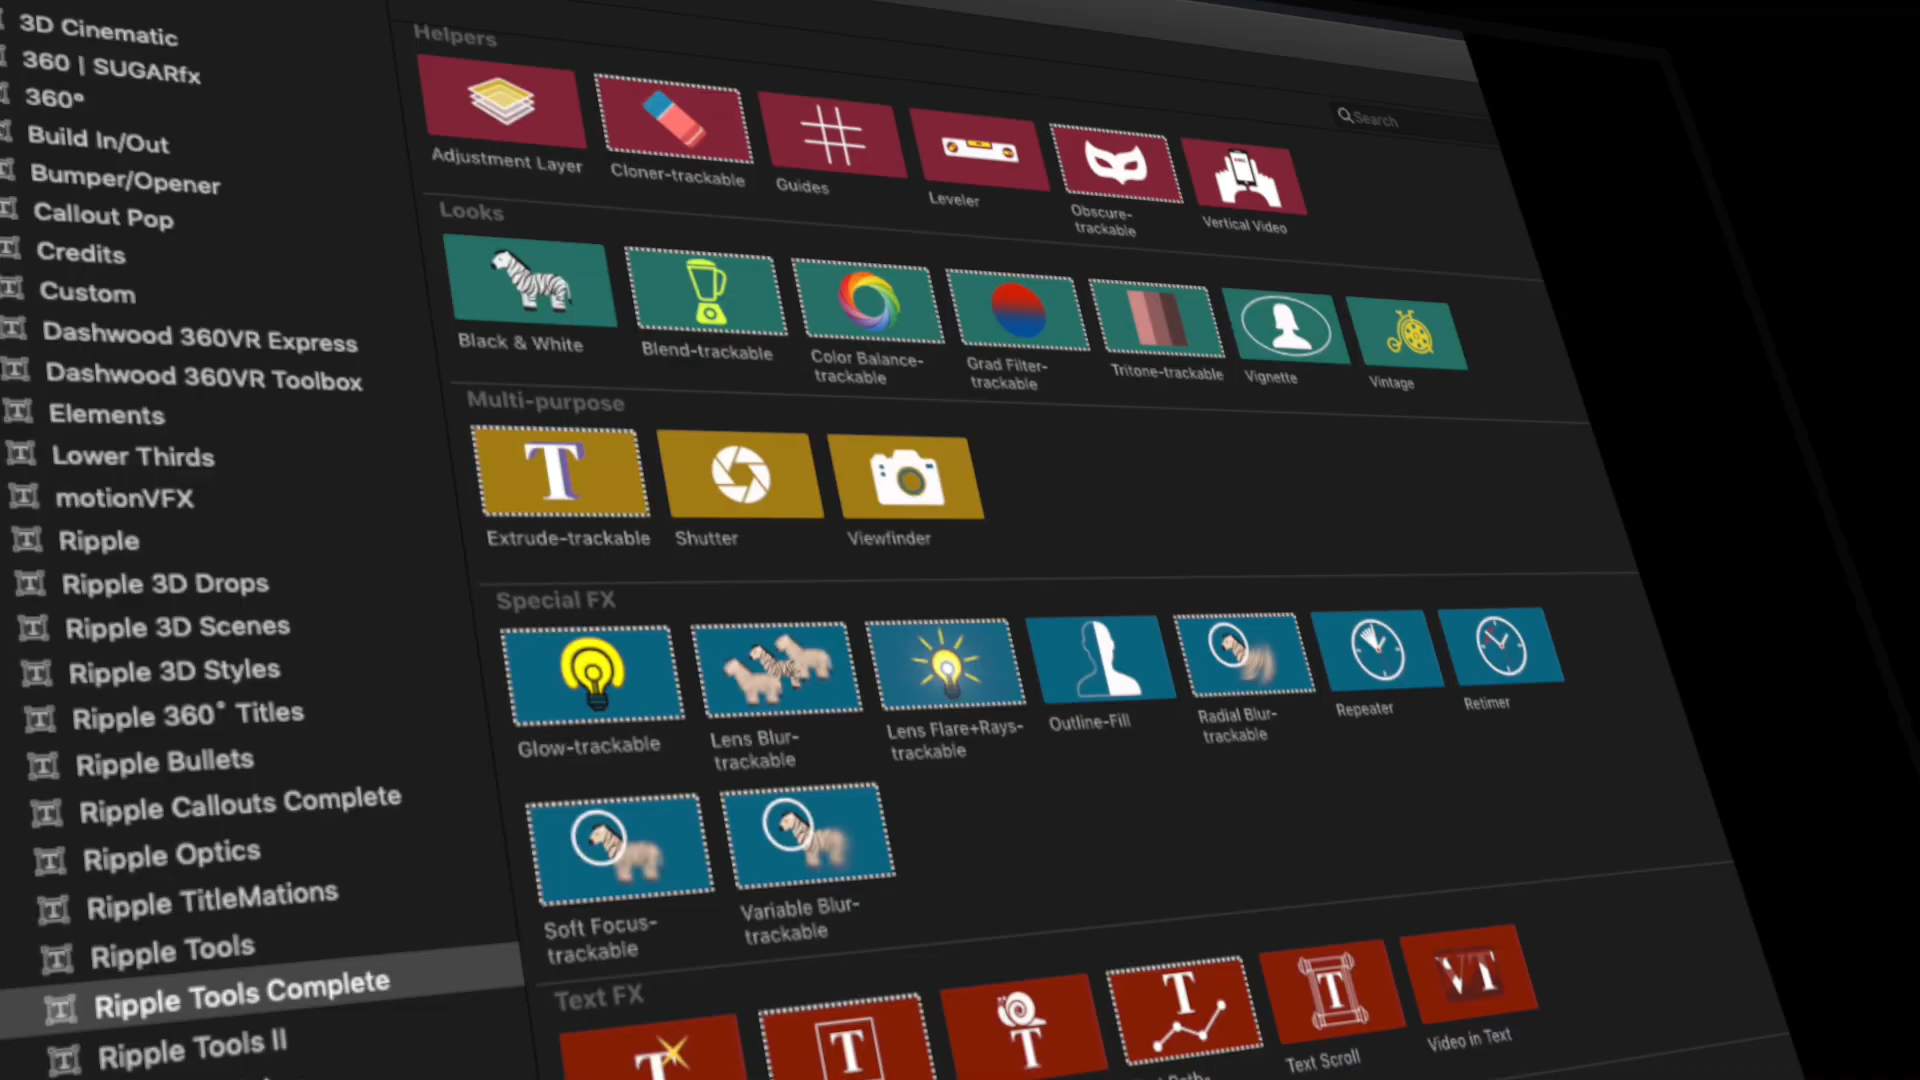 3D Cinematic
360 | SUGARfx
360°
Build In/Out
Bumper/Opener
Callout Pop
Credits
Custom
Dashwood 360VR Express
Dashwood 360VR Toolbox
Elements
Lower Thirds
motionVFX
Ripple
Ripple 3D Drops
Ripple 3D Scenes
Ripple 3D Styles
Ripple 360° Titles
Ripple Bullets
Ripple Callouts Complete
Ripple Optics
Ripple TitleMations
Ripple Tools
Ripple Tools Complete
Ripple Tools II
Search
Helpers
Adjustment Layer
Cloner-trackable
Guides
Leveler
Obscure-
trackable
Vertical Video
Looks
Black & White
Blend-trackable
Color Balance-
trackable
Grad Filter-
trackable
Tritone-trackable
Vignette
Vintage
Multi-purpose
T
Extrude-trackable
Shutter
Viewfinder
Special FX
Glow-trackable
Lens Blur-
trackable
Lens Flare+Rays-
trackable
Outline-Fill
Radial Blur-
trackable
Repeater
Retimer
Soft Focus-
trackable
Variable Blur-
trackable
Text FX
T
T
T
T
T
VT
Text Scroll
Video in Text